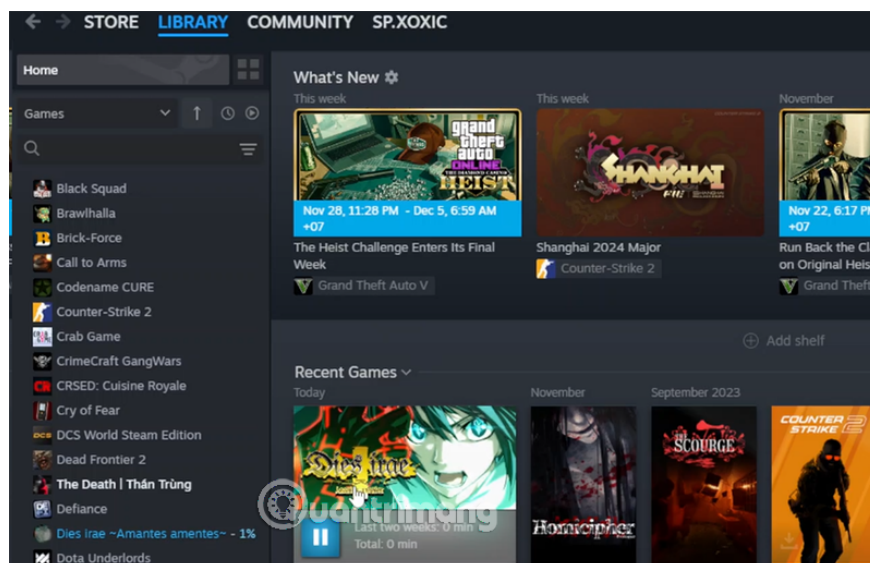 STORE LIBRARY COMMUNITY SP.XOXIC
Home
Games
Black Squad
Brawlhalla
Brick-Force
Call to Arms
Codename CURE
Counter-Strike 2
Crab Game
CrimeCraft GangWars
CRSED: Cuisine Royale
Cry of Fear
DCS World Steam Edition
Dead Frontier 2
The Death | Thần Trùng
Defiance
Dies irae ~Amantes amentes~ - 1%
Dota Underlords
What's New
This week
grand
theft
auto
ONLINE
THE DIAMOND CASINO
HEIST
Nov 28, 11:28 PM - Dec 5, 6:59 AM
+07
The Heist Challenge Enters Its Final
Week
Grand Theft Auto V
This week
SHANGHAI
Shanghai 2024 Major
Counter-Strike 2
November
Nov 22, 6:17 P
+07
Run Back the Cl
on Original Heis
Grand Theft
Add shelf
Recent Games
Today
Dies irae
Last two weeks: 0 min
Total: 0 min
November
Homicipher
September 2023
THE
SCOURGE
COUNTER
STRIKE 2
Quantrimang